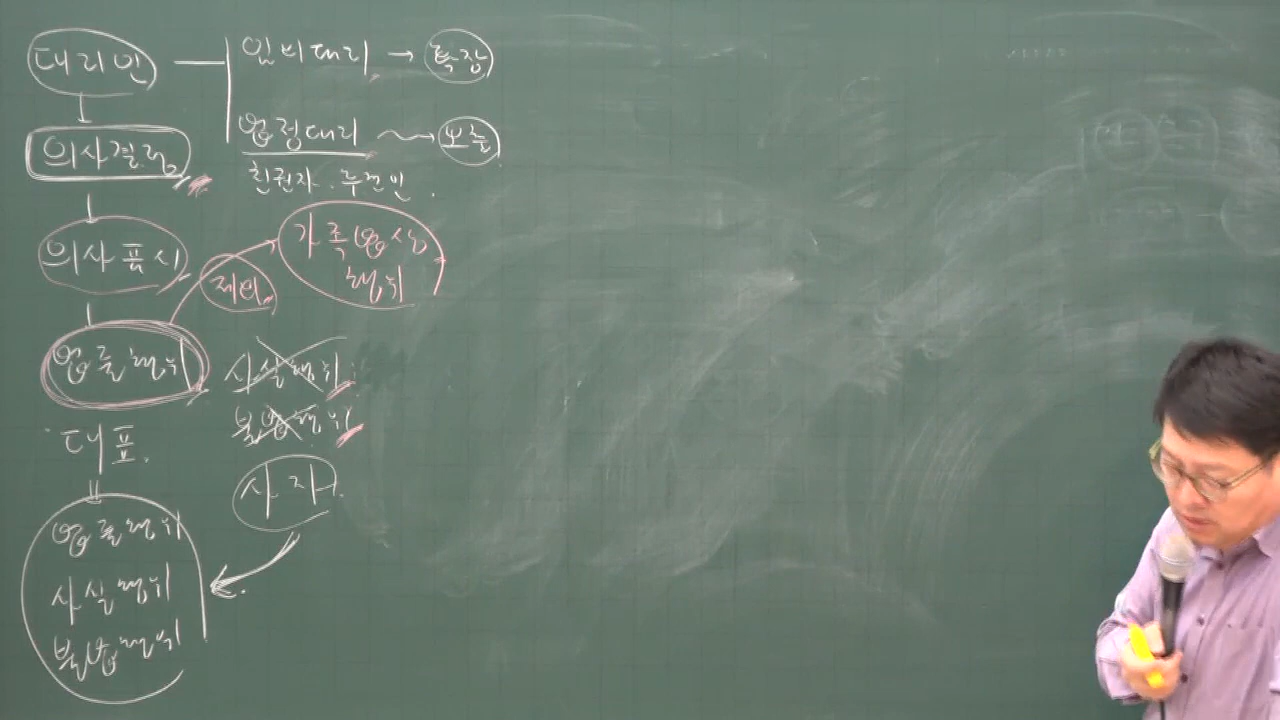 대리인
임의대리 → 확장
법정대리 → 보충
친권자. 후견인.
의사결정
의사표시
제외
가족법상
행위
법률행위
사실행위
불법행위
대표.
사자.
법률행위
사실행위
불법행위